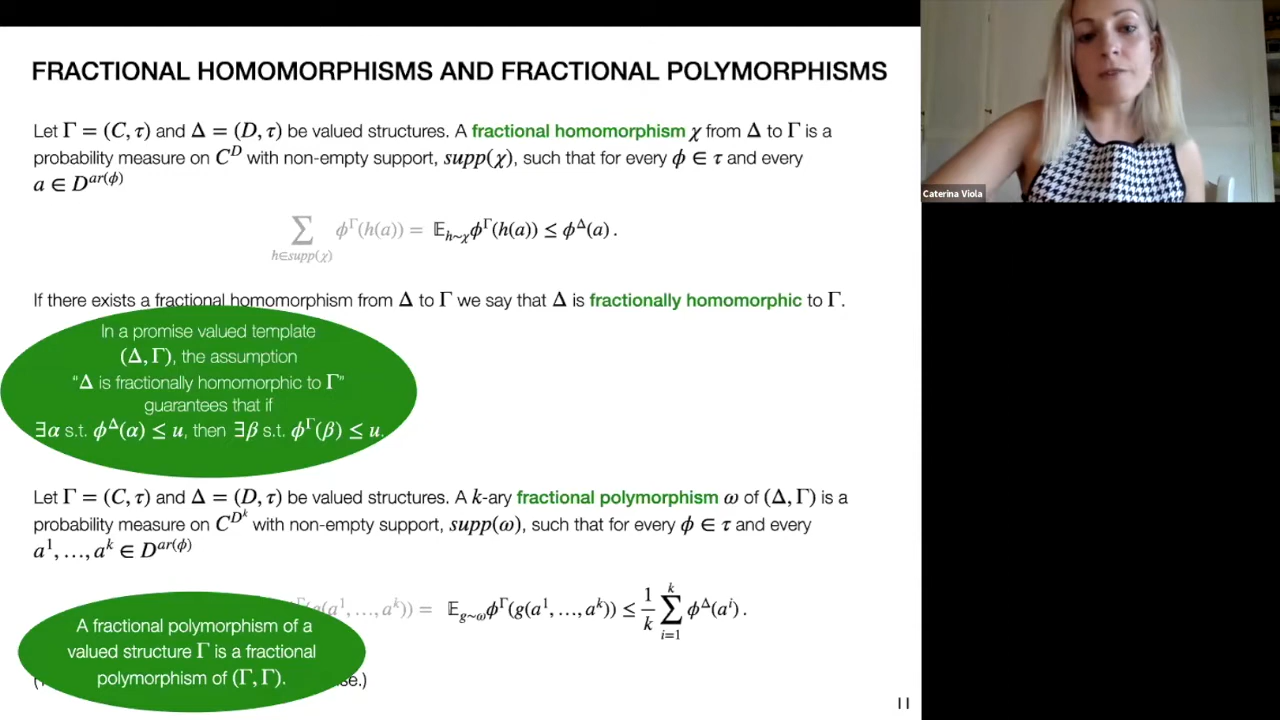 FRACTIONAL HOMOMORPHISMS AND FRACTIONAL POLYMORPHISMS
Let Γ = (C, τ) and Δ = (D, τ) be valued structures. A fractional homomorphism χ from Δ to Γ is a
probability measure on C^D with non-empty support, supp(χ), such that for every ϕ ∈ τ and every
a ∈ D^{ar(ϕ)}
∑_{h∈supp(χ)} ϕ^Γ(h(a)) = 𝔼_{h∼χ}ϕ^Γ(h(a)) ≤ ϕ^Δ(a) .
If there exists a fractional homomorphism from Δ to Γ we say that Δ is fractionally homomorphic to Γ.
In a promise valued template
(Δ, Γ), the assumption
“Δ is fractionally homomorphic to Γ”
guarantees that if
∃α s.t. ϕ^Δ(α) ≤ u, then ∃β s.t. ϕ^Γ(β) ≤ u.
Let Γ = (C, τ) and Δ = (D, τ) be valued structures. A k-ary fractional polymorphism ω of (Δ, Γ) is a
probability measure on C^{D^k} with non-empty support, supp(ω), such that for every ϕ ∈ τ and every
a^1, …, a^k ∈ D^{ar(ϕ)}
(a^1, …, a^k)) = 𝔼_{g∼ω}ϕ^Γ(g(a^1, …, a^k)) ≤ 1/k ∑_{i=1}^{k} ϕ^Δ(a^i) .
A fractional polymorphism of a
valued structure Γ is a fractional
polymorphism of (Γ, Γ).
se.)
11
Caterina Viola